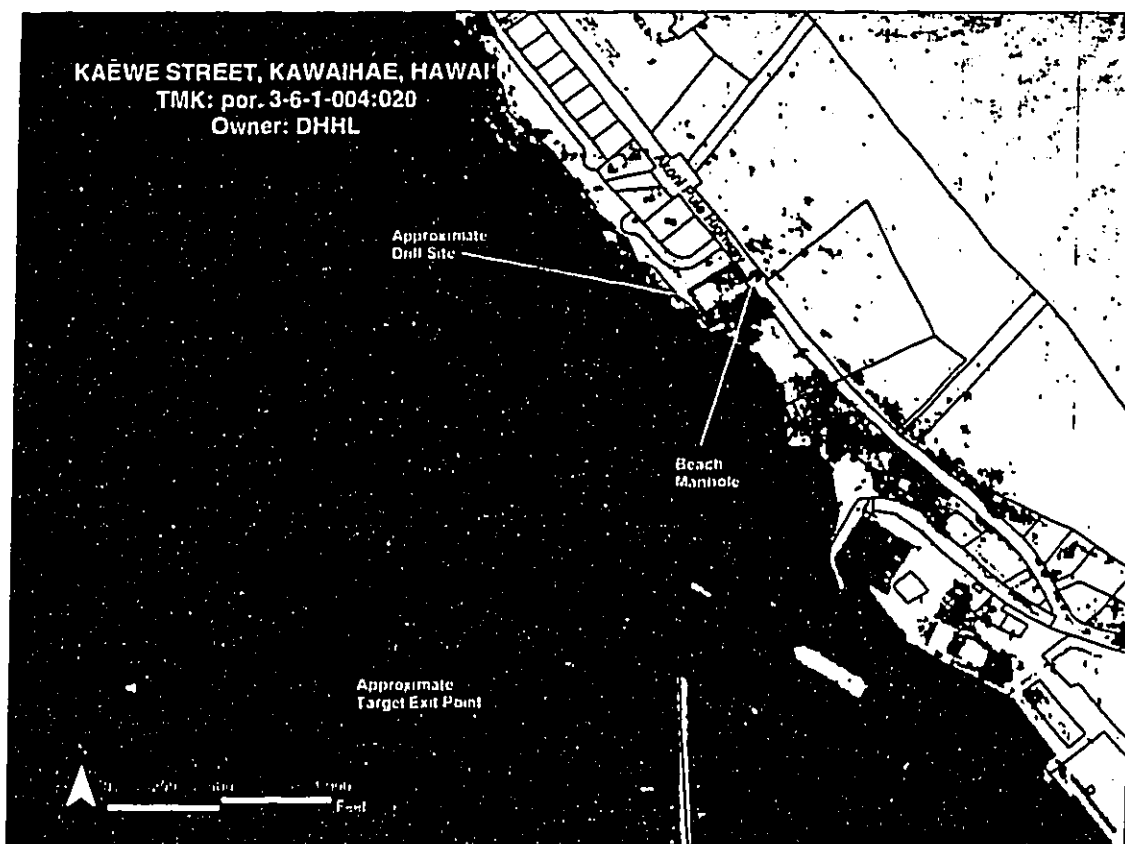 KAĒWE STREET, KAWAIHAE, HAWAI'I
TMK: por. 3-6-1-004:020
Owner: DHHL
Approximate
Drill Site
Beach
Manhole
Approximate
Target Exit Point
Feet